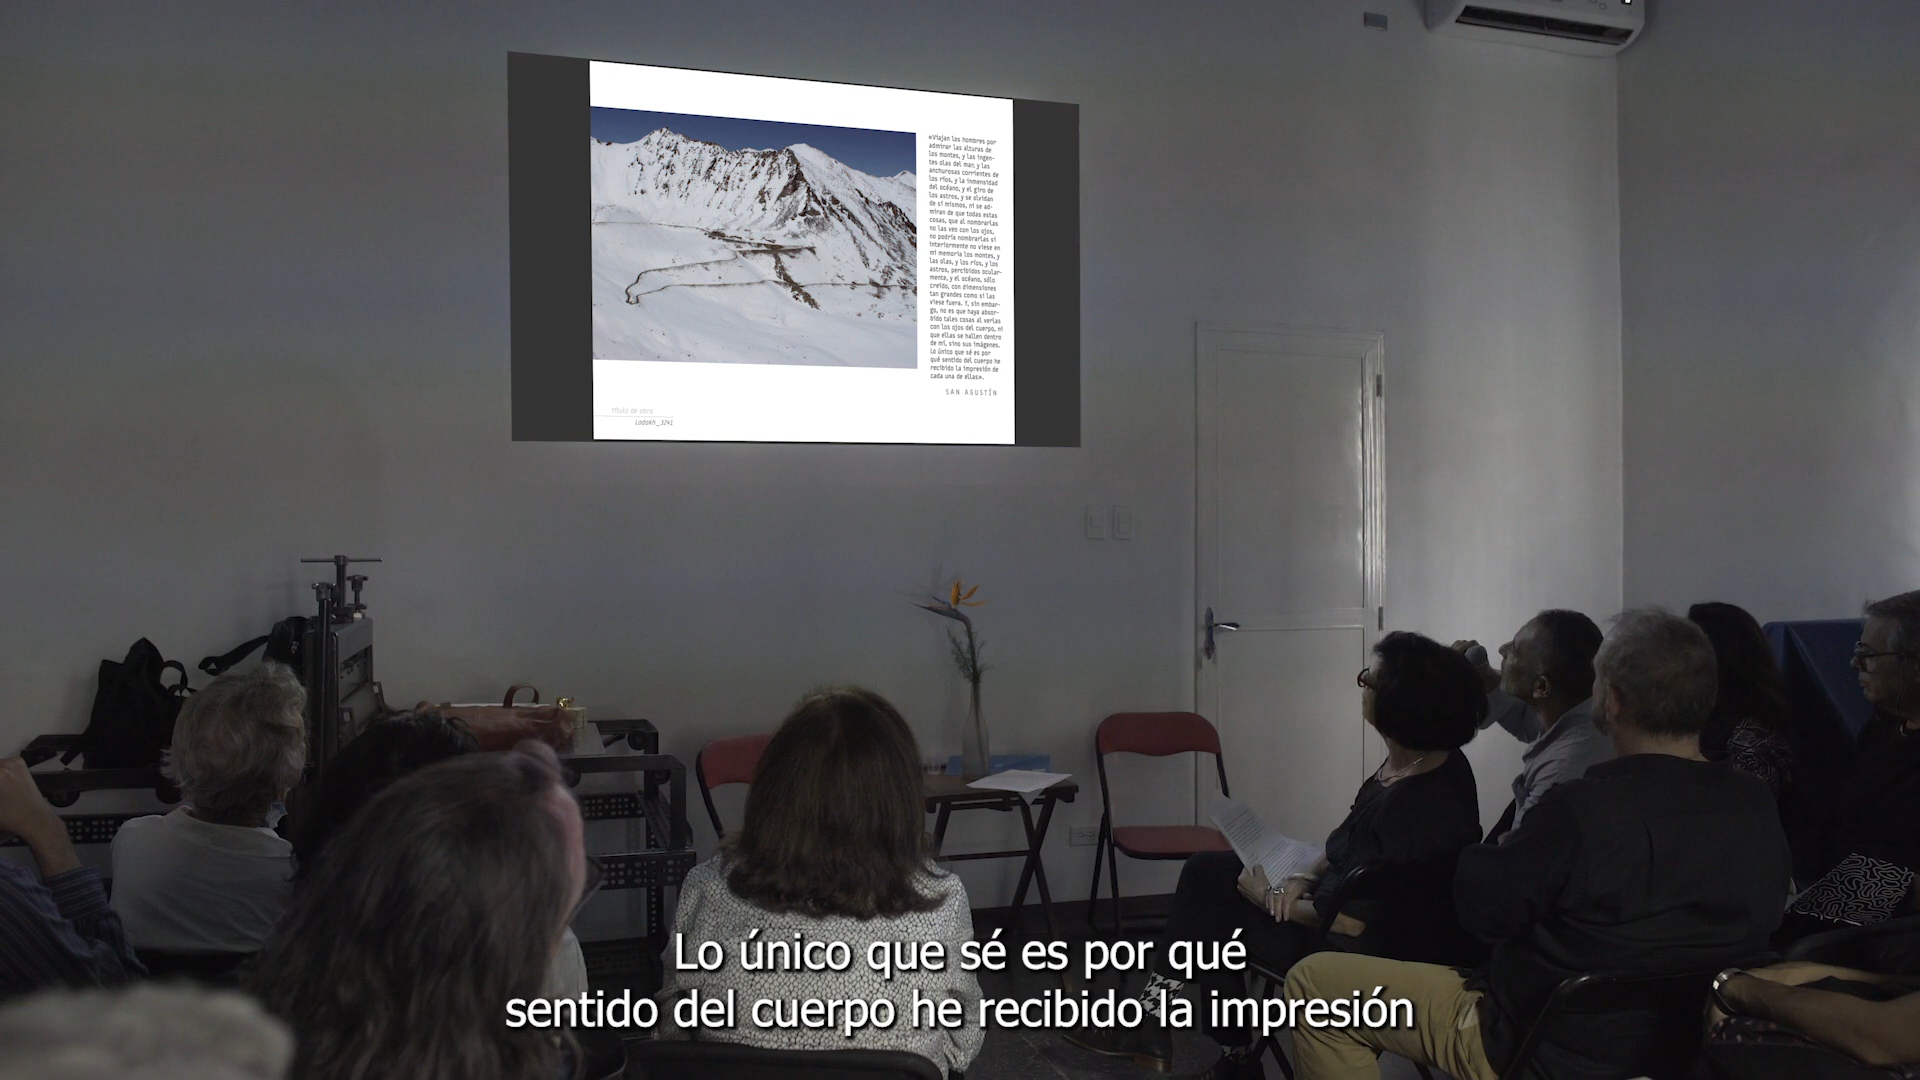 «Viajan los hombres por
admirar las alturas de
los montes, y las ingen-
tes olas del mar, y las
anchurosas corrientes de
los ríos, y la inmensidad
del océano, y el giro de
los astros, y se olvidan
de sí mismos, ni se ad-
miran de que todas estas
cosas, que al nombrarlas
no las veo con los ojos,
no podría nombrarlas si
interiormente no viese en
mi memoria los montes, y
las olas, y los ríos, y los
astros, percibidos ocular-
mente, y el océano, sólo
creído, con dimensiones
tan grandes como si las
viese fuera. Y, sin embar-
go, no es que haya absor-
bido tales cosas al verlas
con los ojos del cuerpo, ni
que ellas se hallen dentro
de mí, sino sus imágenes.
Lo único que sé es por
qué sentido del cuerpo he
recibido la impresión de
cada una de ellas».
SAN AGUSTÍN
título de obra
Ladakh_3241
Lo único que sé es por qué
sentido del cuerpo he recibido la impresión